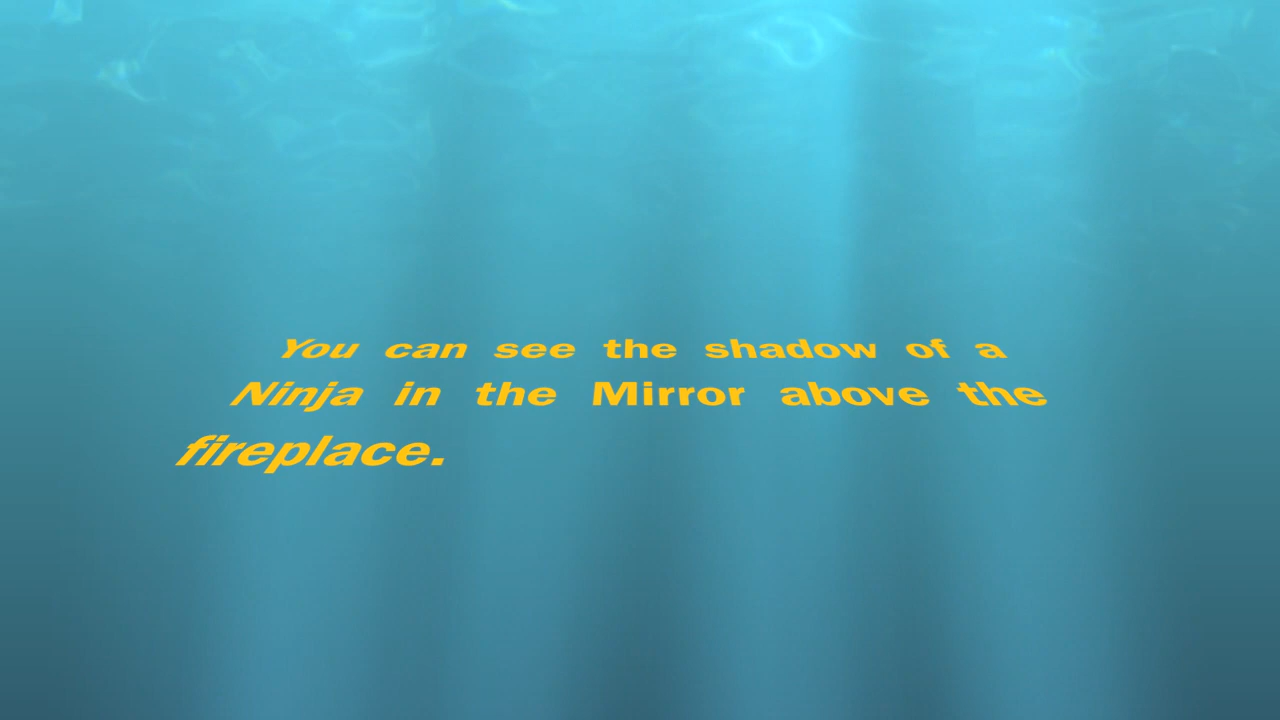 You can see the shadow of a
Ninja in the Mirror above the
fireplace.